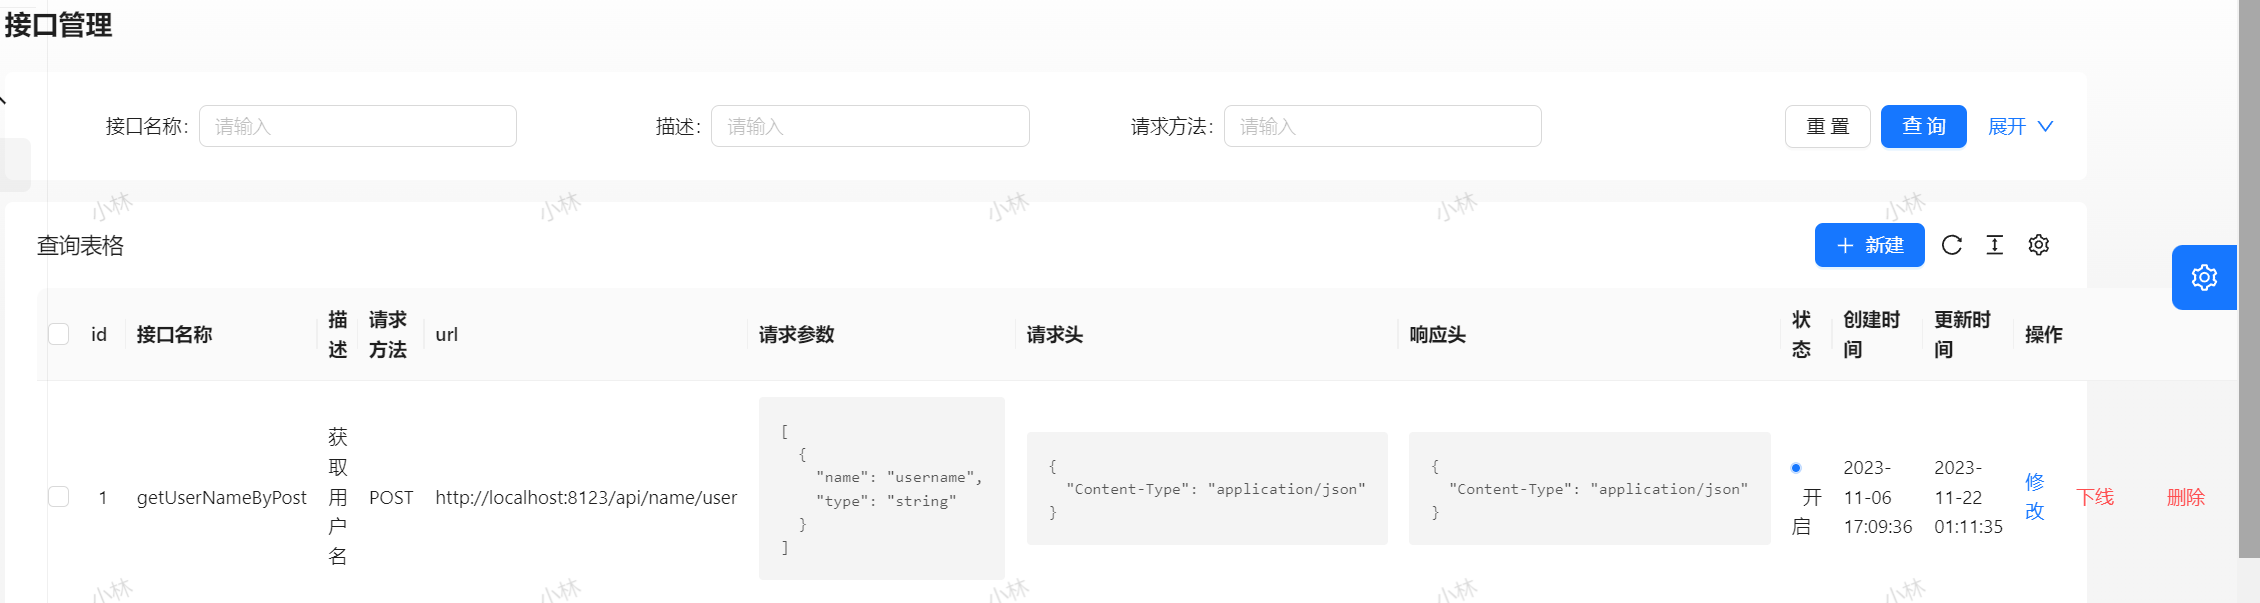 接口管理
接口名称: 请输入 描述: 请输入 请求方法: 请输入 重 置 查 询 展开
小林 小林 小林 小林 小林
查询表格 + 新建
id 接口名称 描述 请求方法 url 请求参数 请求头 响应头 状态 创建时间 更新时间 操作
1 getUserNameByPost 获取用户名 POST http://localhost:8123/api/name/user
[
{
"name": "username",
"type": "string"
}
]
{
"Content-Type": "application/json"
}
{
"Content-Type": "application/json"
}
开启
2023-11-06 17:09:36
2023-11-22 01:11:35
修改 下线 删除
小林 小林 小林 小林 小林